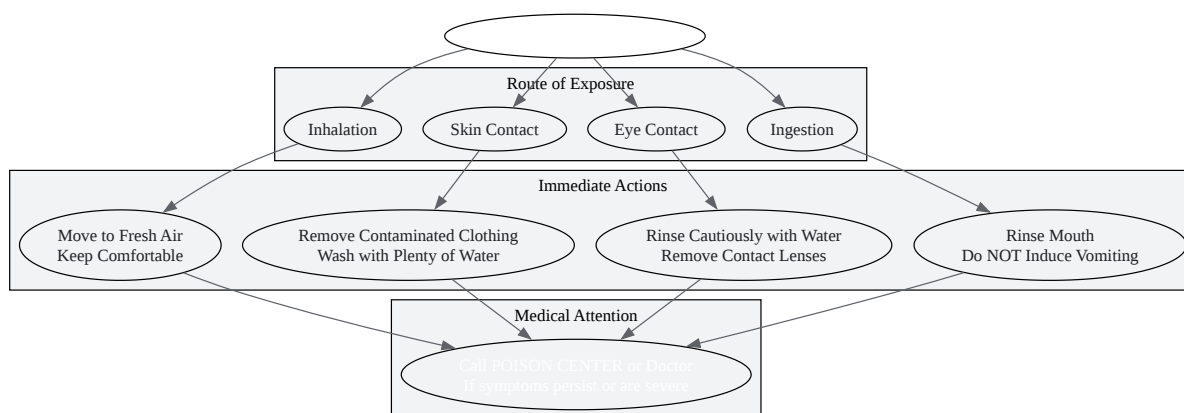 Route of Exposure
Inhalation
Skin Contact
Eye Contact
Ingestion
Immediate Actions
Move to Fresh Air
Keep Comfortable
Remove Contaminated Clothing
Wash with Plenty of Water
Rinse Cautiously with Water
Remove Contact Lenses
Rinse Mouth
Do NOT Induce Vomiting
Medical Attention
Call POISON CENTER or Doctor
If symptoms persist or are severe